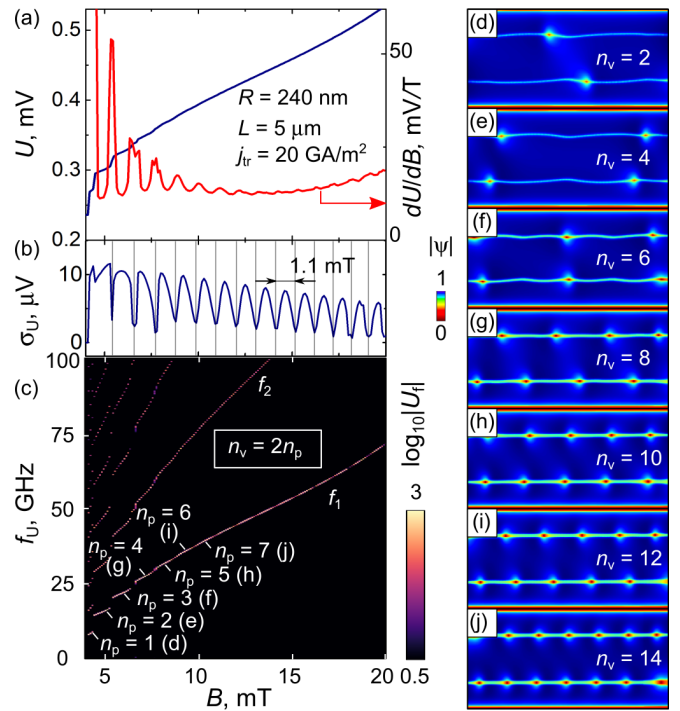 (a)
0.5
0.4
0.3
0.2
U, mV
50
0
dU/dB, mV/T
R = 240 nm
L = 5 μm
j_tr = 20 GA/m²
(b)
10
0
σ_U, μV
1.1 mT
(c)
100
75
50
25
0
f_U, GHz
f₂
n_v = 2n_p
f₁
n_p = 6
(i)
n_p = 4
(g)
n_p = 7 (j)
n_p = 5 (h)
n_p = 3 (f)
n_p = 2 (e)
n_p = 1 (d)
5
10
15
20
B, mT
|ψ|
1
0
log₁₀|U_f|
3
0.5
(d)
n_v = 2
(e)
n_v = 4
(f)
n_v = 6
(g)
n_v = 8
(h)
n_v = 10
(i)
n_v = 12
(j)
n_v = 14